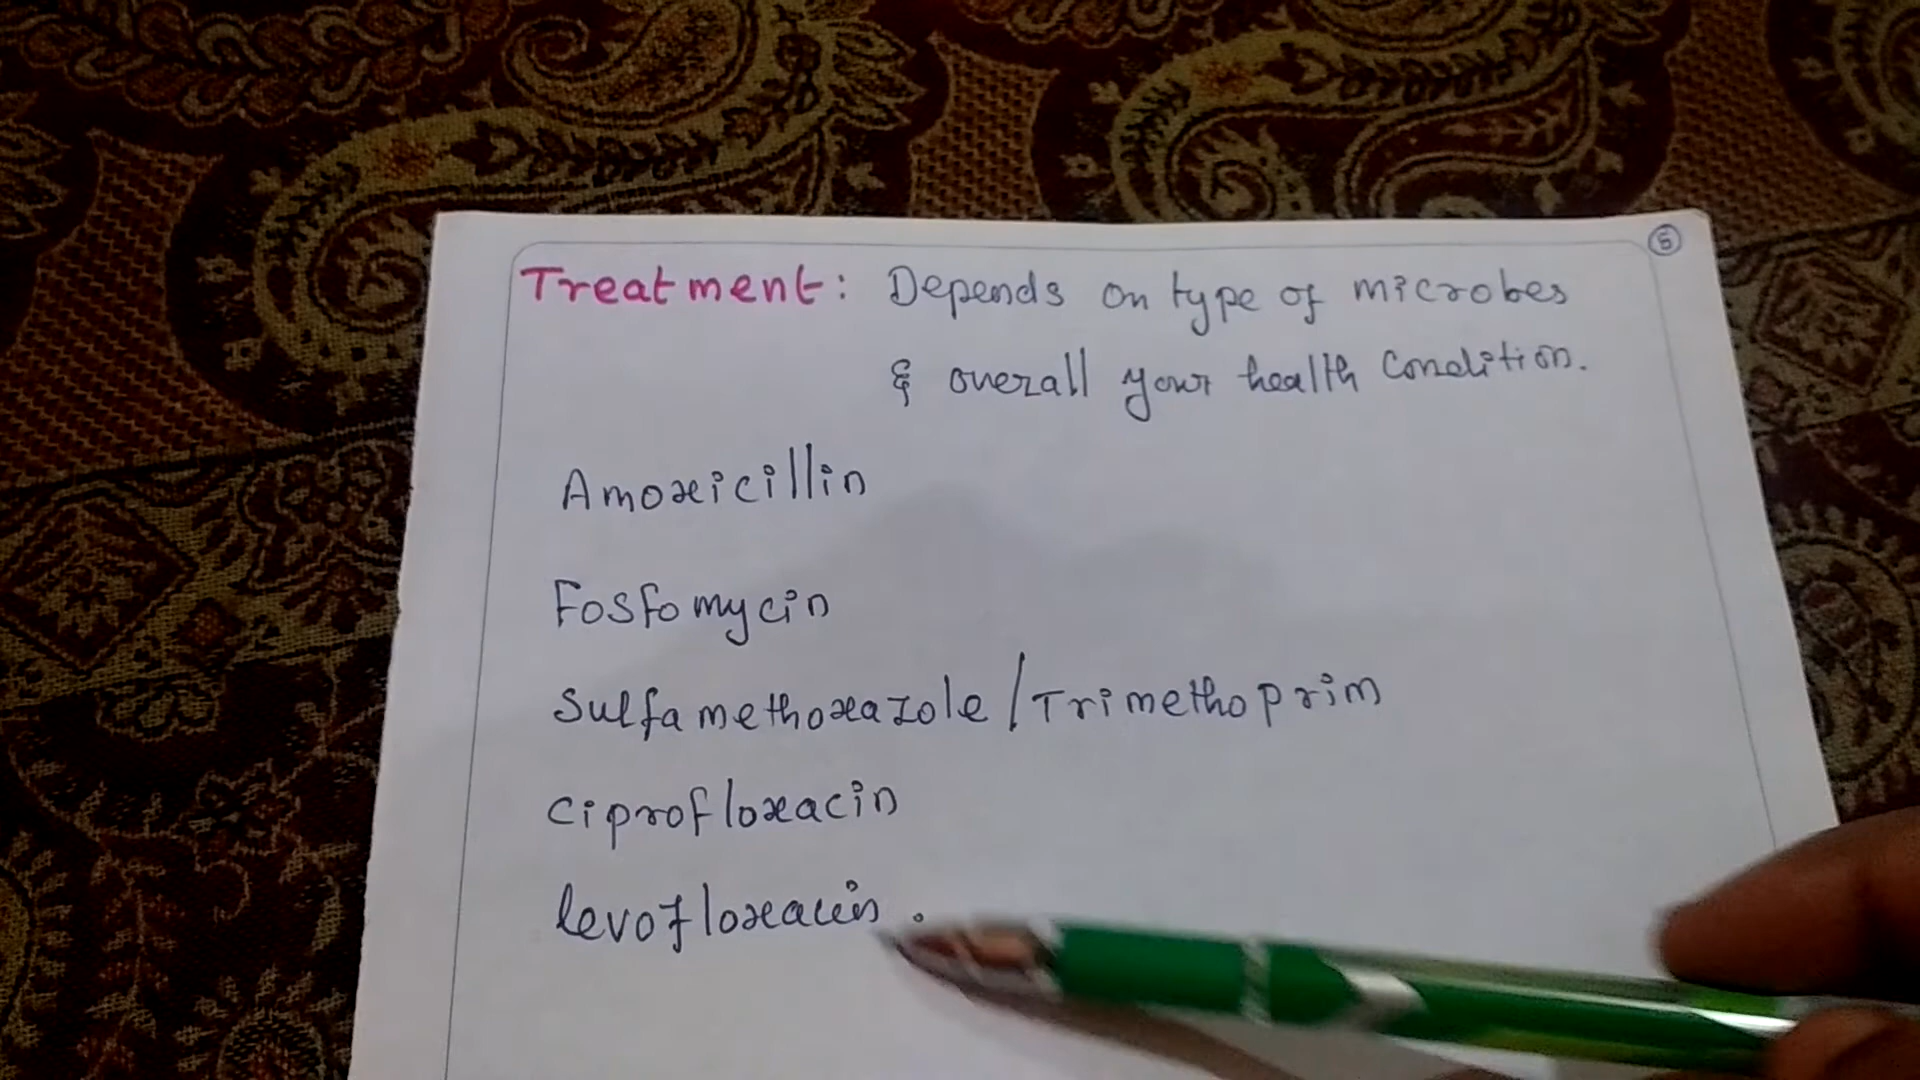 5
Treatment: Depends on type of microbes
& overall your health condition.
Amoxicillin
Fosfomycin
Sulfamethoxazole/Trimethoprim
Ciprofloxacin
levofloxacin.